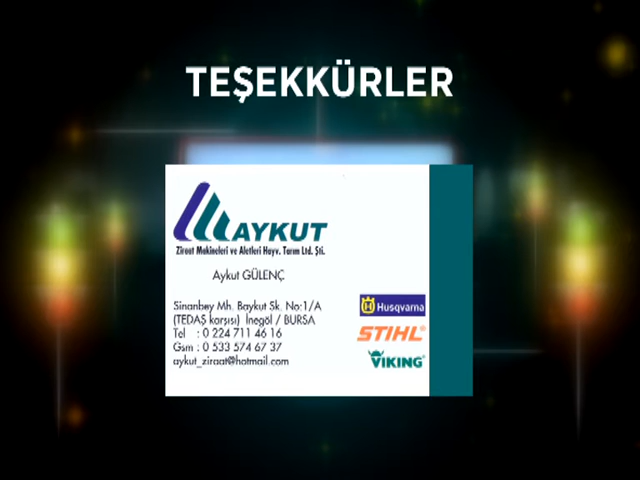 TEŞEKKÜRLER
AYKUT
Ziraat Makineleri ve Aletleri Hayv. Tarım Ltd. Şti.
Aykut GÜLENÇ
Sinanbey Mh. Baykut Sk. No:1/A
(TEDAŞ karşısı) İnegöl / BURSA
Tel : 0 224 711 46 16
Gsm : 0 533 574 67 37
aykut_ziraat@hotmail.com
Husqvarna
STIHL®
VIKING®